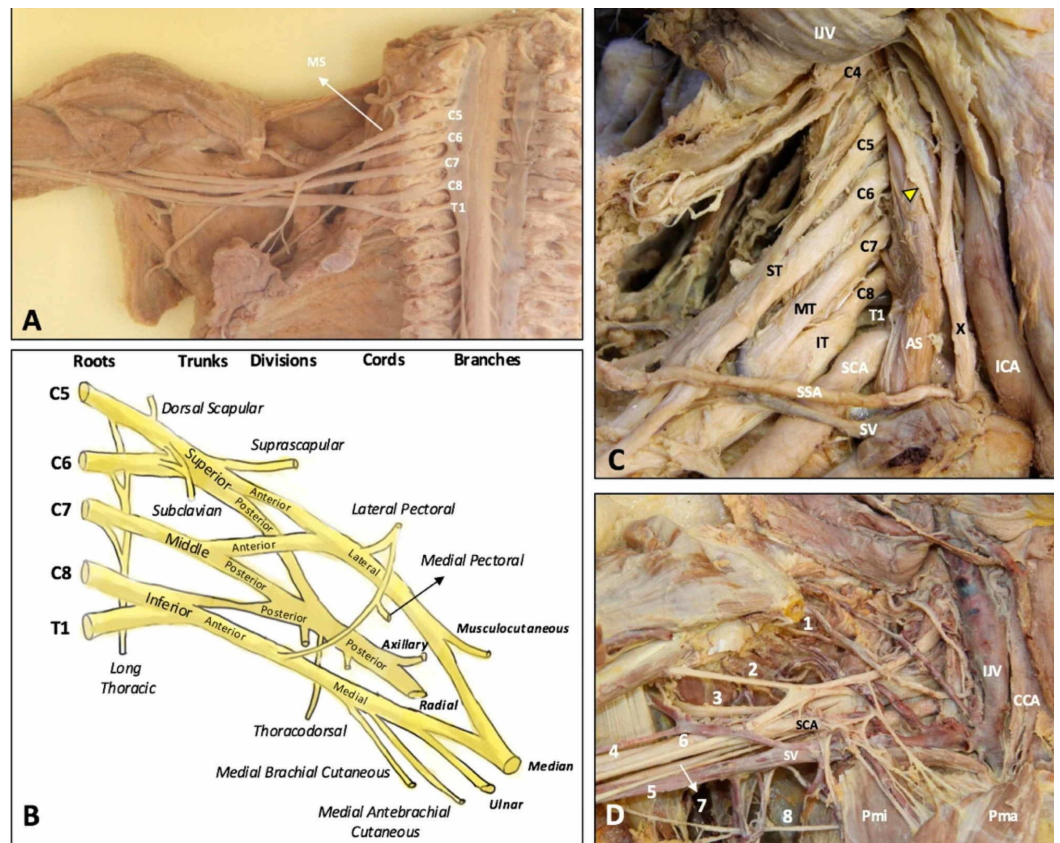 MS
C5
C6
C7
C8
T1
A
Roots Trunks Divisions Cords Branches
C5
Dorsal Scapular
C6
Suprascapular
Superior
Anterior
Posterior
Subclavian
C7
Lateral Pectoral
Middle
Anterior
Lateral
Posterior
Medial Pectoral
C8
Inferior
Posterior
Anterior
T1
Musculocutaneous
Axillary
Posterior
Long
Thoracic
Medial
Radial
Thoracodorsal
Median
Medial Brachial Cutaneous
Ulnar
Medial Antebrachial
Cutaneous
B
IJV
C4
C5
C6
C7
ST
C8
MT
T1
X
IT
AS
SCA
ICA
SSA
SV
C
1
2
IJV
3
CCA
SCA
4
6
SV
5
7
8
Pmi
Pma
D